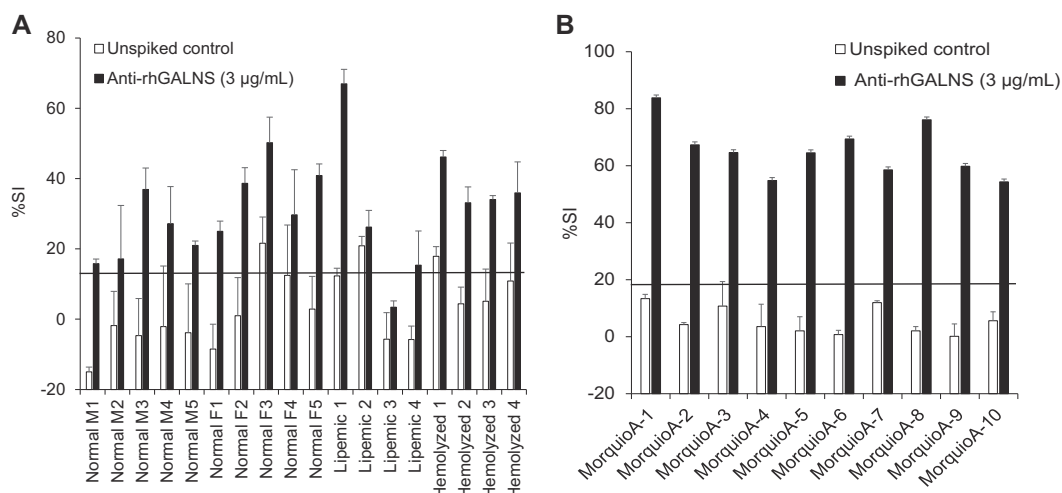 A
Unspiked control
Anti-rhGALNS (3 µg/mL)
%SI
80
60
40
20
0
-20
Normal M1
Normal M2
Normal M3
Normal M4
Normal M5
Normal F1
Normal F2
Normal F3
Normal F4
Normal F5
Lipemic 1
Lipemic 2
Lipemic 3
Lipemic 4
Hemolyzed 1
Hemolyzed 2
Hemolyzed 3
Hemolyzed 4
B
Unspiked control
Anti-rhGALNS (3 µg/mL)
%SI
100
80
60
40
20
0
-20
MorquioA-1
MorquioA-2
MorquioA-3
MorquioA-4
MorquioA-5
MorquioA-6
MorquioA-7
MorquioA-8
MorquioA-9
MorquioA-10